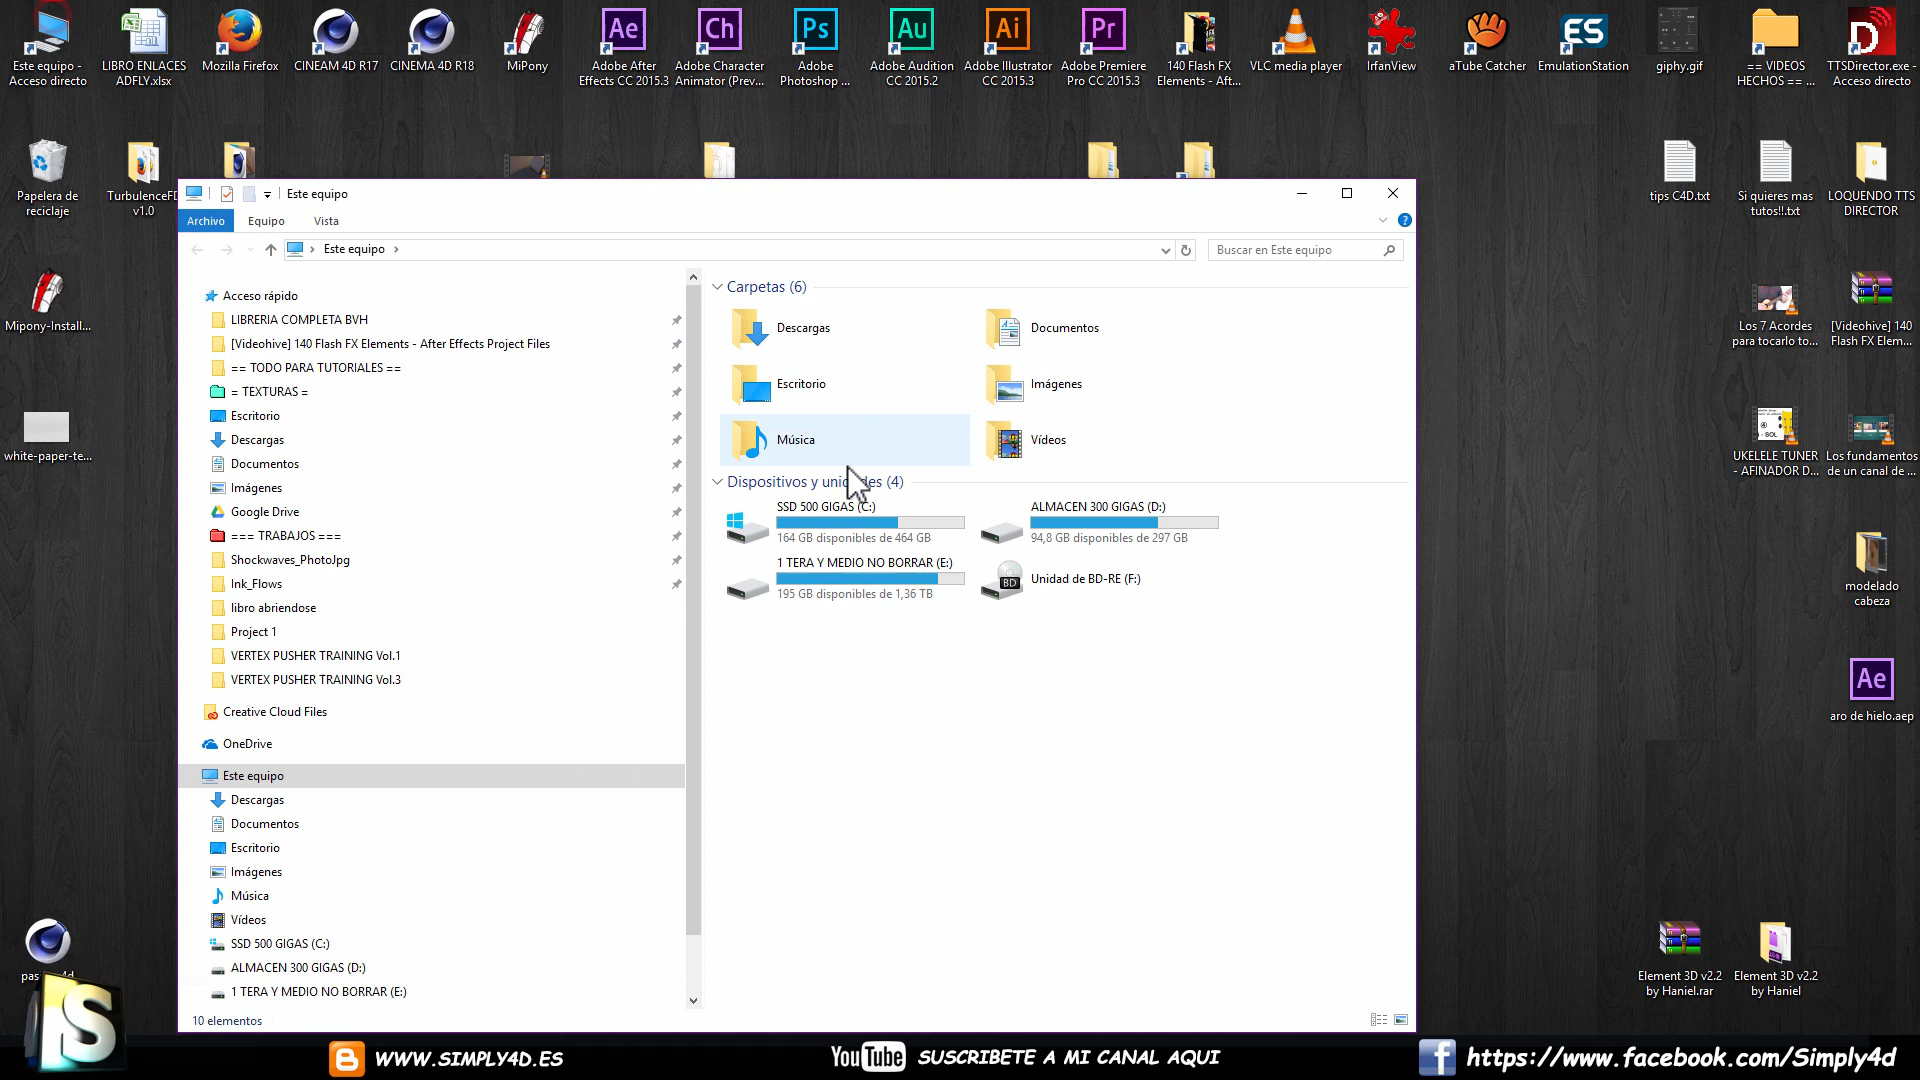 Este equipo -
Acceso directo
LIBRO ENLACES
ADFLY.xlsx
Mozilla Firefox
CINEAM 4D R17
CINEMA 4D R18
MiPony
Ae
Adobe After
Effects CC 2015.3
Ch
Adobe Character
Animator (Prev...
Ps
Adobe
Photoshop ...
Au
Adobe Audition
CC 2015.2
Ai
Adobe Illustrator
CC 2015.3
Pr
Adobe Premiere
Pro CC 2015.3
140 Flash FX
Elements - Aft...
VLC media player
IrfanView
aTube Catcher
ES
EmulationStation
giphy.gif
== VIDEOS
HECHOS == ...
D
TTSDirector.exe -
Acceso directo
Papelera de
reciclaje
TurbulenceFD
v1.0
tips C4D.txt
Si quieres mas
tutos!!.txt
LOQUENDO TTS
DIRECTOR
Mipony-Install...
Los 7 Acordes
para tocarlo to...
[Videohive] 140
Flash FX Elem...
white-paper-te...
UKELELE TUNER
- AFINADOR D...
Los fundamentos
de un canal de ...
modelado
cabeza
Ae
aro de hielo.aep
Element 3D v2.2
by Haniel.rar
Element 3D v2.2
by Haniel
Este equipo
Archivo
Equipo
Vista
Este equipo
Buscar en Este equipo
Acceso rápido
LIBRERIA COMPLETA BVH
[Videohive] 140 Flash FX Elements - After Effects Project Files
== TODO PARA TUTORIALES ==
= TEXTURAS =
Escritorio
Descargas
Documentos
Imágenes
Google Drive
=== TRABAJOS ===
Shockwaves_PhotoJpg
Ink_Flows
libro abriendose
Project 1
VERTEX PUSHER TRAINING Vol.1
VERTEX PUSHER TRAINING Vol.3
Creative Cloud Files
OneDrive
Este equipo
Descargas
Documentos
Escritorio
Imágenes
Música
Vídeos
SSD 500 GIGAS (C:)
ALMACEN 300 GIGAS (D:)
1 TERA Y MEDIO NO BORRAR (E:)
10 elementos
Carpetas (6)
Descargas
Documentos
Escritorio
Imágenes
Música
Vídeos
Dispositivos y unidades (4)
SSD 500 GIGAS (C:)
164 GB disponibles de 464 GB
ALMACEN 300 GIGAS (D:)
94,8 GB disponibles de 297 GB
1 TERA Y MEDIO NO BORRAR (E:)
195 GB disponibles de 1,36 TB
BD
Unidad de BD-RE (F:)
S
WWW.SIMPLY4D.ES
YouTube
SUSCRIBETE A MI CANAL AQUI
f
https://www.facebook.com/Simply4d